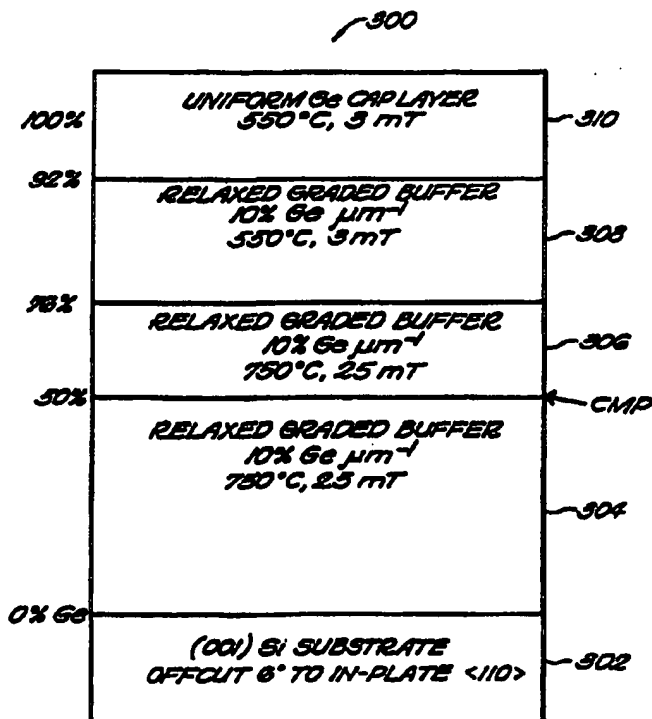 300
UNIFORM Ge CAP LAYER
550°C, 3 mT
100%
310
92%
RELAXED GRADED BUFFER
10% Ge µm⁻¹
550°C, 3 mT
308
76%
RELAXED GRADED BUFFER
10% Ge µm⁻¹
750°C, 25 mT
306
50%
CMP
RELAXED GRADED BUFFER
10% Ge µm⁻¹
750°C, 25 mT
304
0% Ge
(001) Si SUBSTRATE
OFFCUT 6° TO IN-PLATE <110>
302